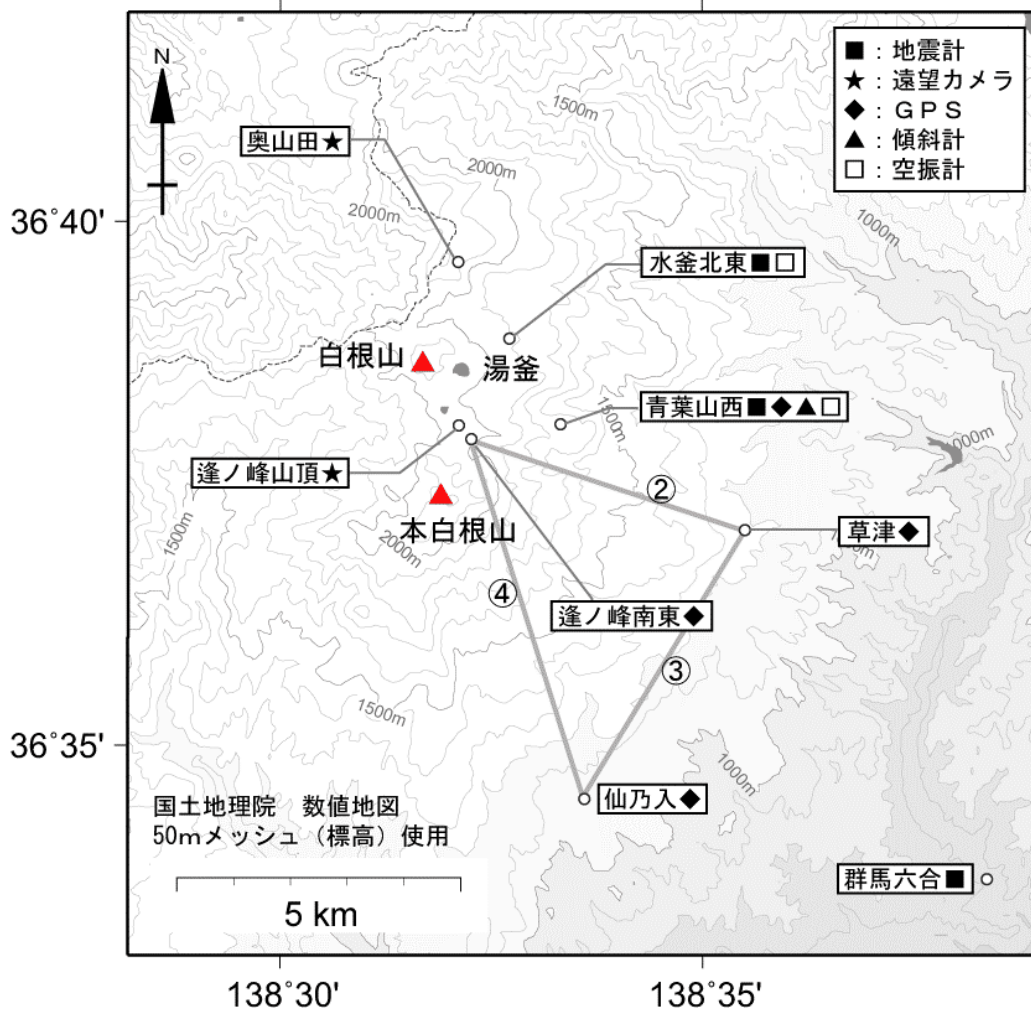 N
■：地震計
★：遠望カメラ
◆：ＧＰＳ
▲：傾斜計
□：空振計
1500m
奥山田★
2000m
2000m
1000m
36°40'
水釜北東■□
白根山
湯釜
青葉山西■◆▲□
1500m
逢ノ峰山頂★
②
1500m
本白根山
草津◆
2000m
④
逢ノ峰南東◆
③
1500m
36°35'
1000m
仙乃入◆
国土地理院　数値地図
50mメッシュ（標高）使用
群馬六合■
5 km
138°30'
138°35'